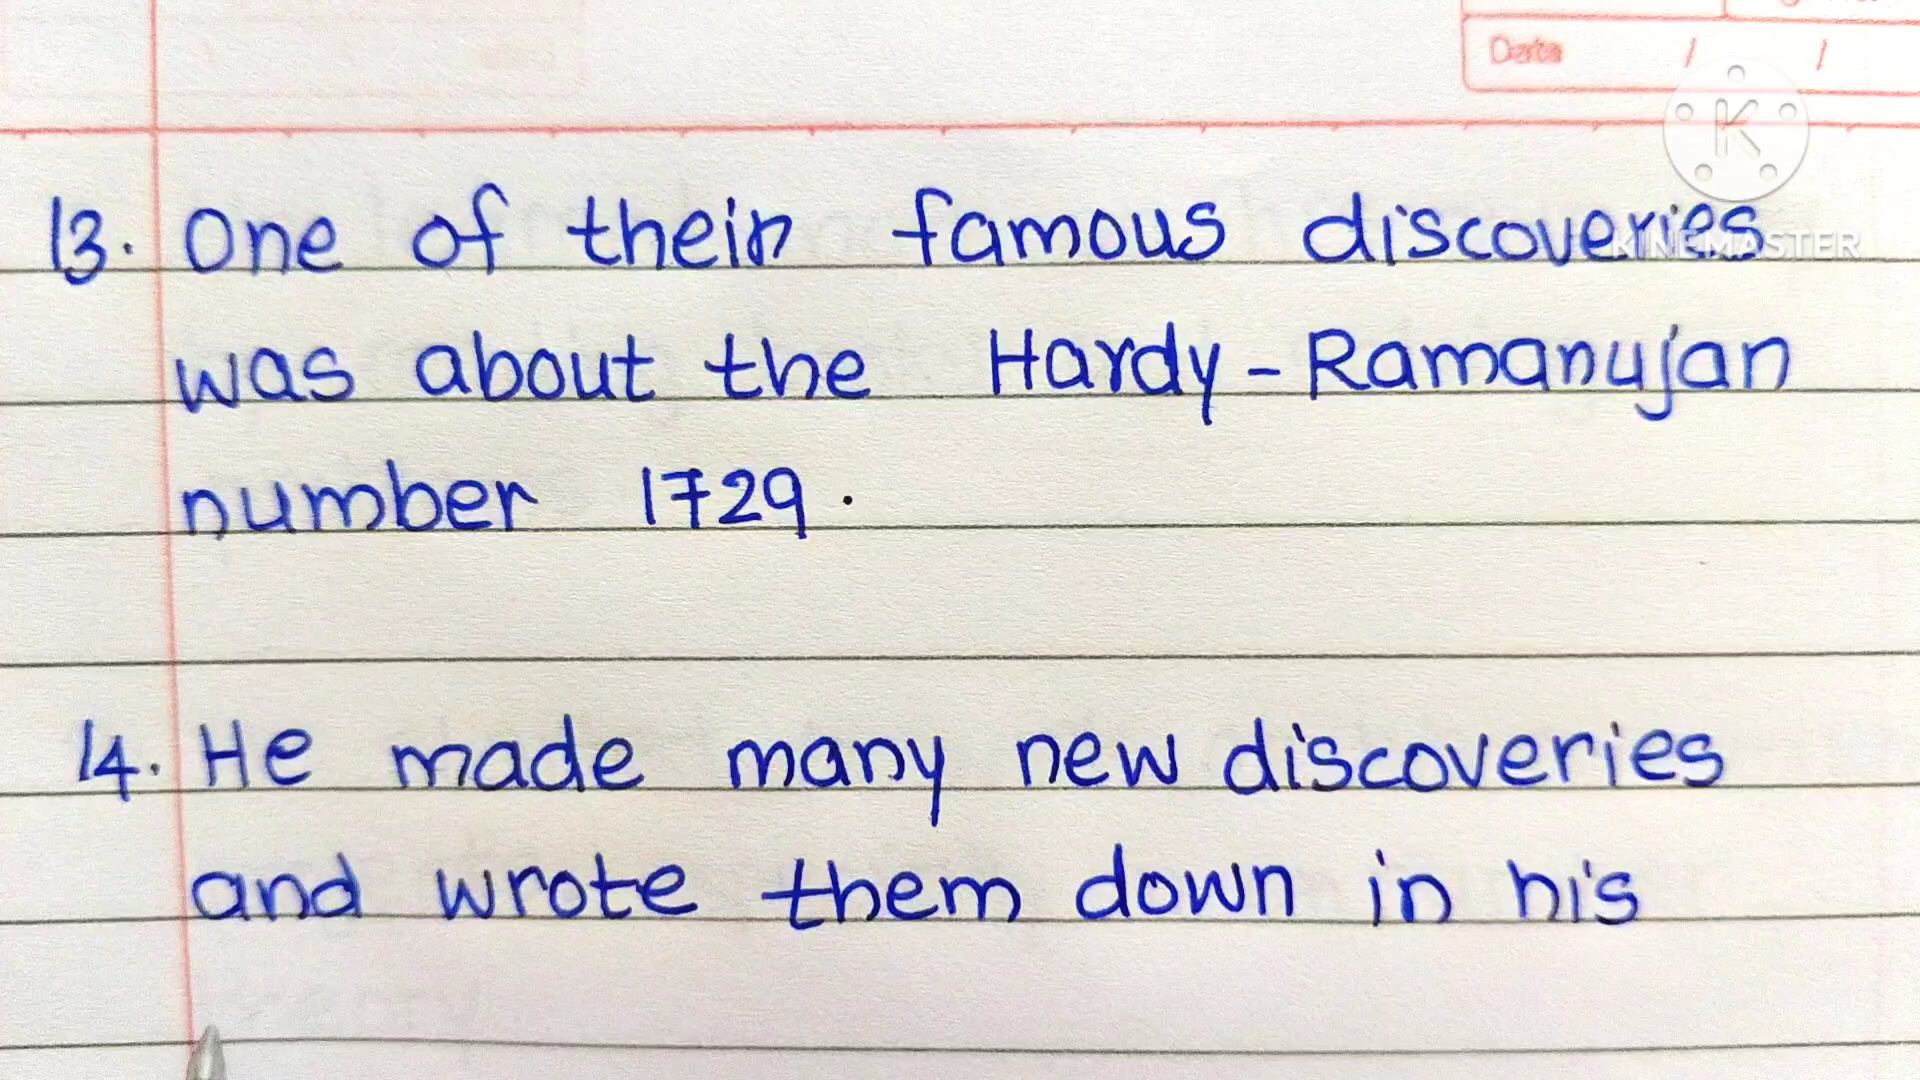 Date / /
KINEMASTER
13. One of their famous discoveries
was about the Hardy-Ramanujan
number 1729.
14. He made many new discoveries
and wrote them down in his